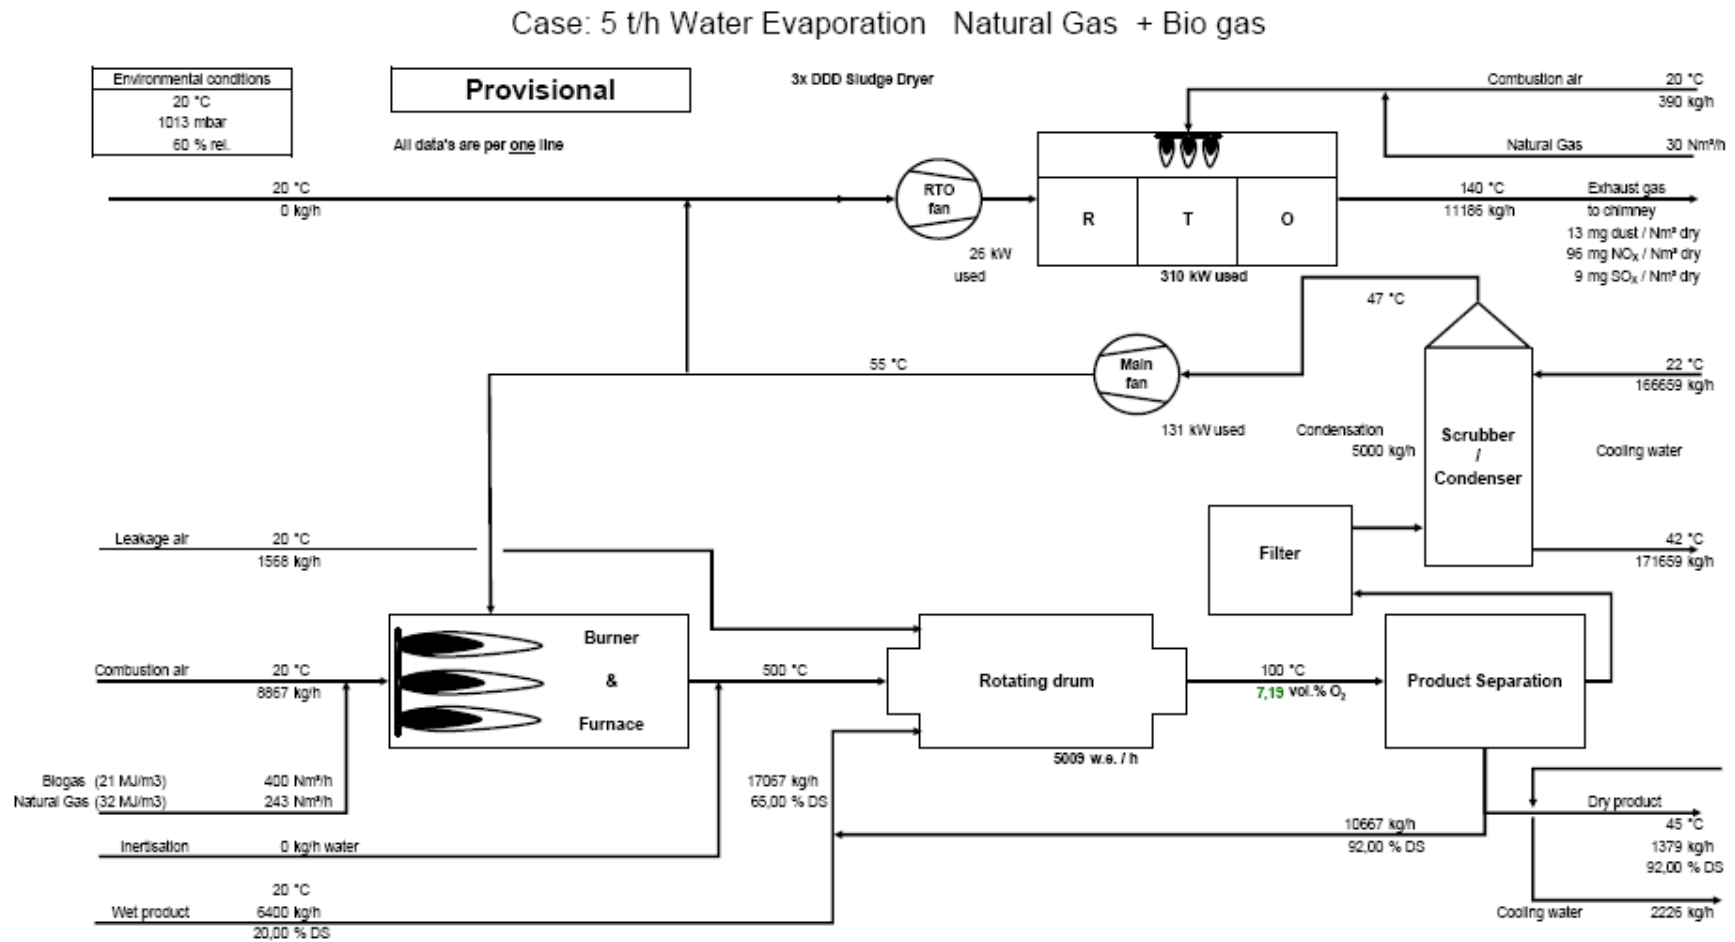 Case: 5 t/h Water Evaporation   Natural Gas  + Bio gas
Environmental conditions
20 °C
1013 mbar
60 % rel.
Provisional
All data's are per one line
3x DDD Sludge Dryer
Combustion air 20 °C
390 kg/h
Natural Gas 30 Nm³/h
20 °C
0 kg/h
RTO
fan
26 kW
used
R T O
310 kW used
140 °C
11186 kg/h
Exhaust gas
to chimney
13 mg dust / Nm³ dry
96 mg NOX / Nm³ dry
9 mg SOX / Nm³ dry
47 °C
55 °C
Main
fan
131 kW used
Condensation
5000 kg/h
Scrubber
/
Condenser
22 °C
166659 kg/h
Cooling water
42 °C
171659 kg/h
Filter
Leakage air 20 °C
1568 kg/h
Combustion air 20 °C
8867 kg/h
Burner
&
Furnace
500 °C
Rotating drum
5009 w.e. / h
100 °C
7,19 vol.% O2
Product Separation
Biogas (21 MJ/m3) 400 Nm³/h
Natural Gas (32 MJ/m3) 243 Nm³/h
Inertisation 0 kg/h water
17067 kg/h
65,00 % DS
10667 kg/h
92,00 % DS
Dry product
45 °C
1379 kg/h
92,00 % DS
Wet product
20 °C
6400 kg/h
20,00 % DS
Cooling water 2226 kg/h